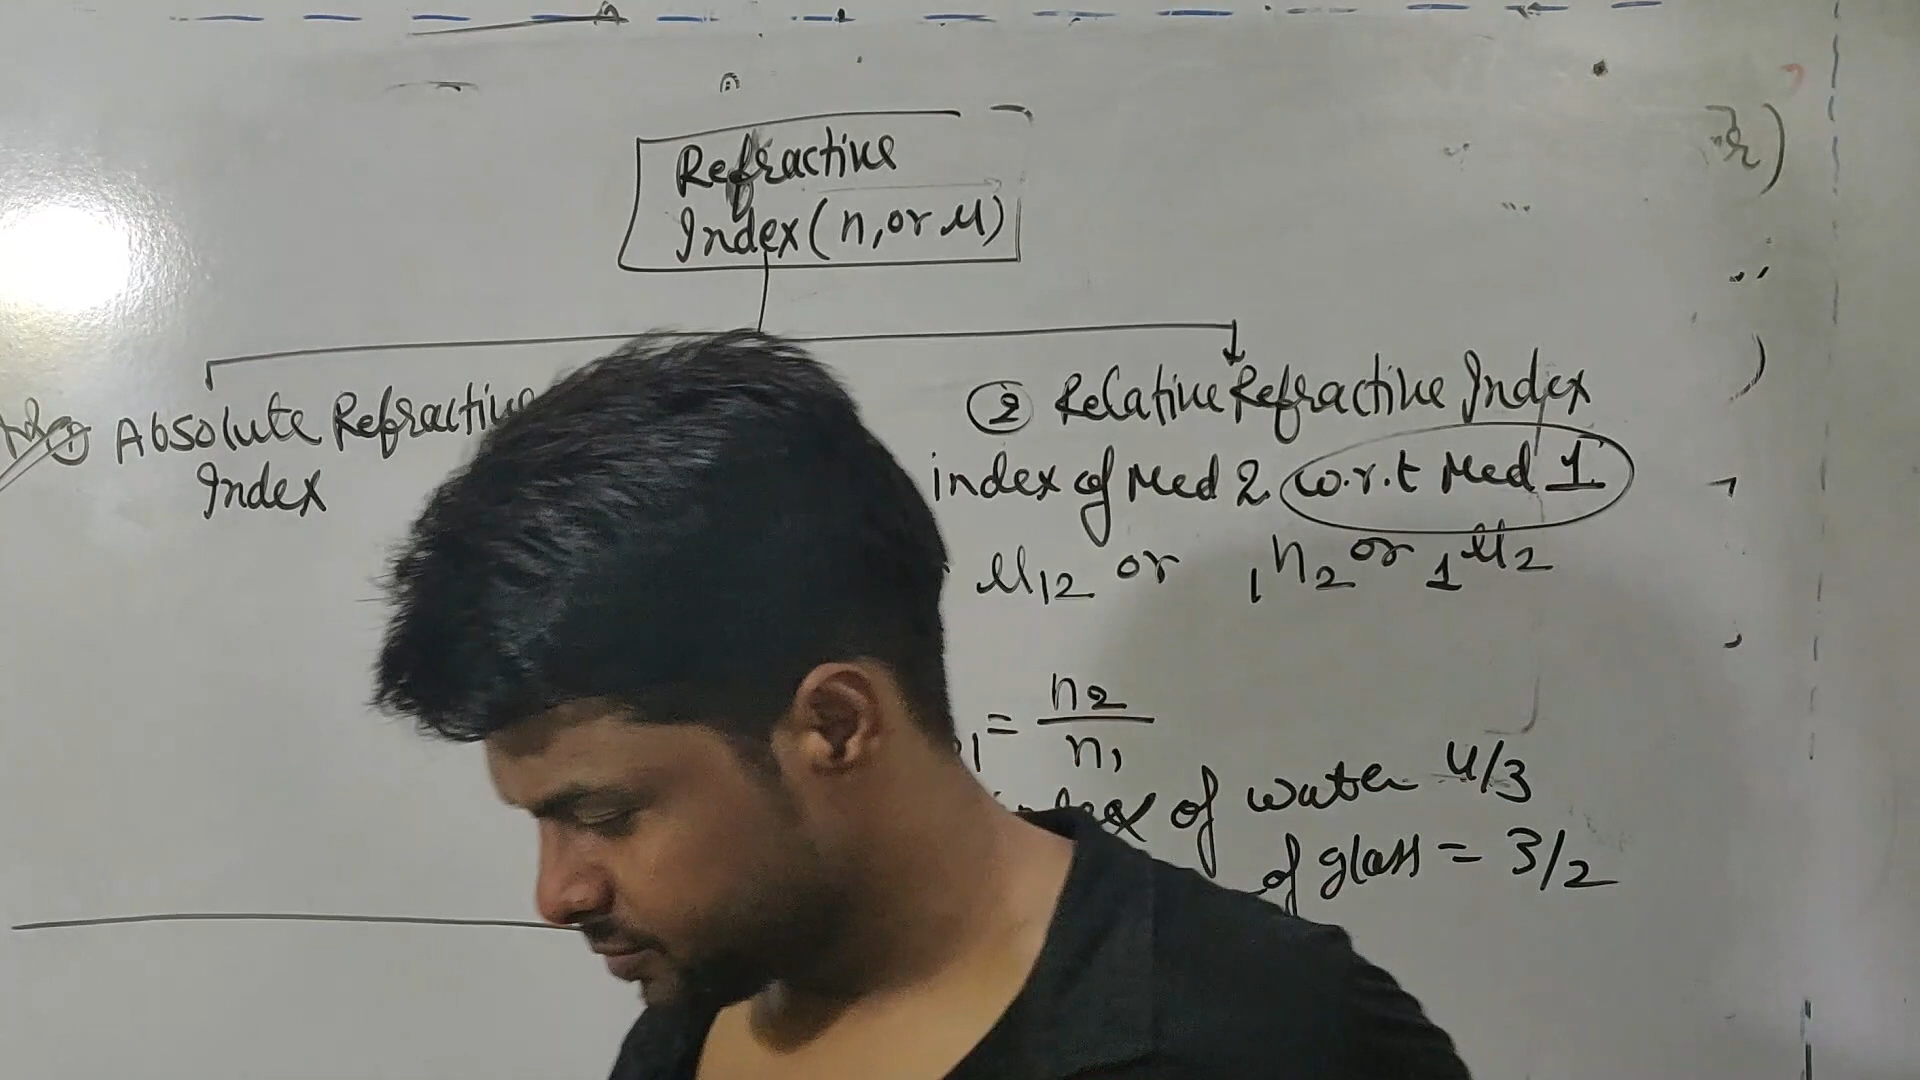 Refractive
Index (n, or μ)
① Absolute Refractive
Index
② Relative Refractive Index
index of Med 2 w.r.t Med 1
μ12 or 1n2 or 1μ2
1 = n2/n1
of water 4/3
of glass = 3/2